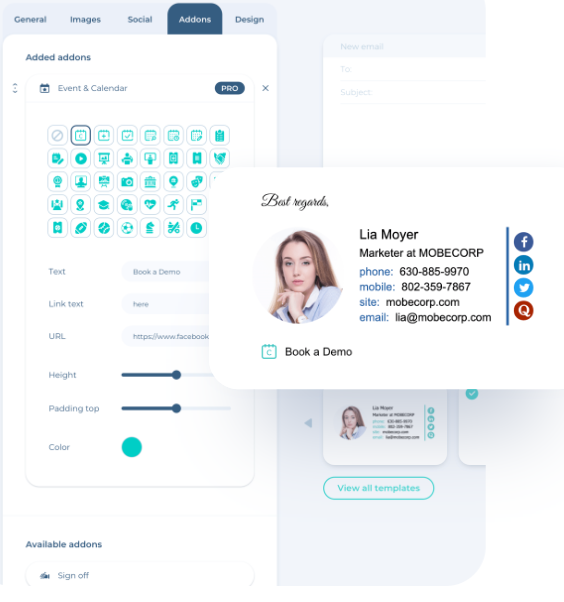 General Images Social Addons Design
Added addons
Event & Calendar PRO
Text Book a Demo
Link text here
URL https://www.facebook
Height
Padding top
Color
Available addons
Sign off
New email
To
Subject
Best regards,
Lia Moyer
Marketer at MOBECORP
phone: 630-885-9970
mobile: 802-359-7867
site: mobecorp.com
email: lia@mobecorp.com
Book a Demo
Lia Moyer
Marketer at MOBECORP
phone: 630-885-9970
mobile: 802-359-7867
site: mobecorp.com
email: lia@mobecorp.com
View all templates